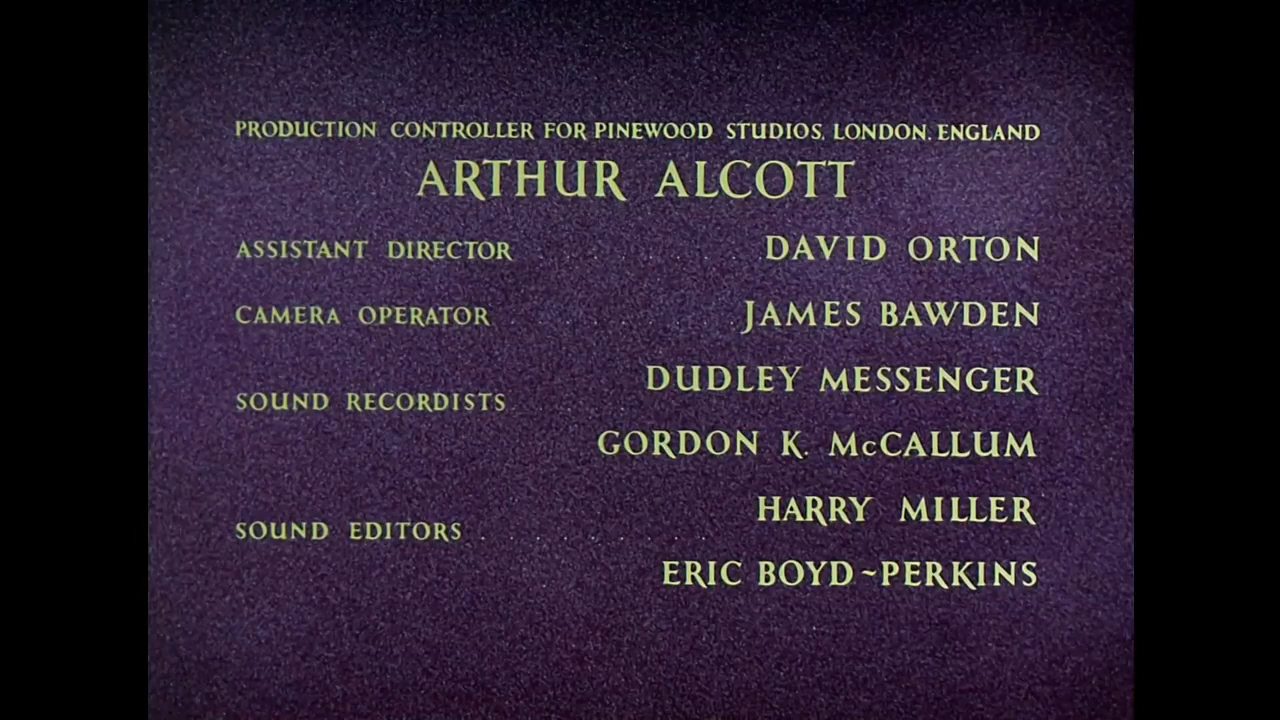 PRODUCTION CONTROLLER FOR PINEWOOD STUDIOS, LONDON, ENGLAND
ARTHUR ALCOTT
ASSISTANT DIRECTOR DAVID ORTON
CAMERA OPERATOR JAMES BAWDEN
SOUND RECORDISTS DUDLEY MESSENGER
GORDON K. McCALLUM
SOUND EDITORS HARRY MILLER
ERIC BOYD~PERKINS